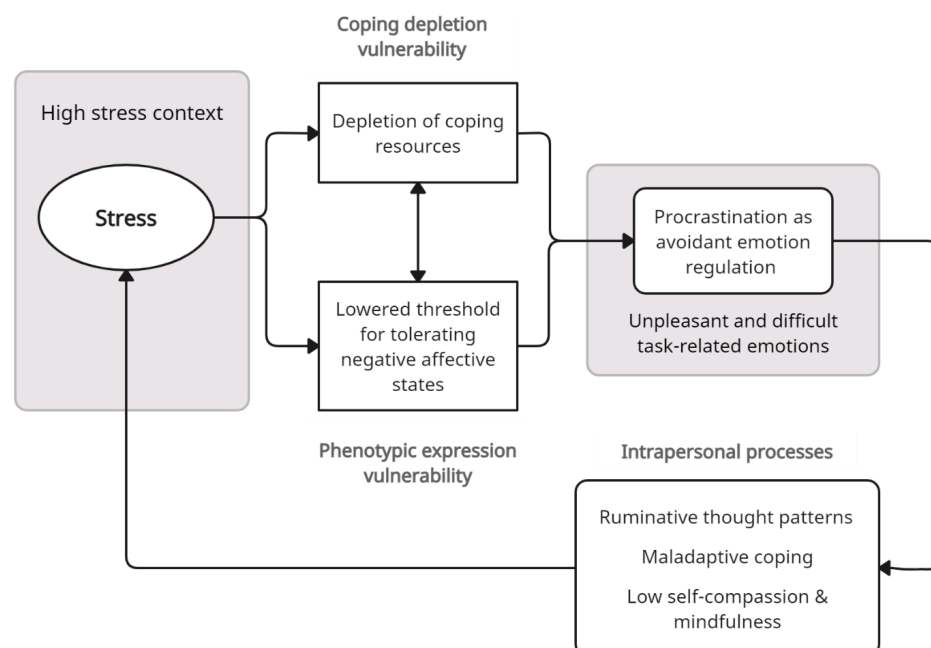 Coping depletion
vulnerability
High stress context
Depletion of coping
resources
Stress
Procrastination as
avoidant emotion
regulation
Lowered threshold
for tolerating
negative affective
states
Unpleasant and difficult
task-related emotions
Phenotypic expression
vulnerability
Intrapersonal processes
Ruminative thought patterns
Maladaptive coping
Low self-compassion &
mindfulness